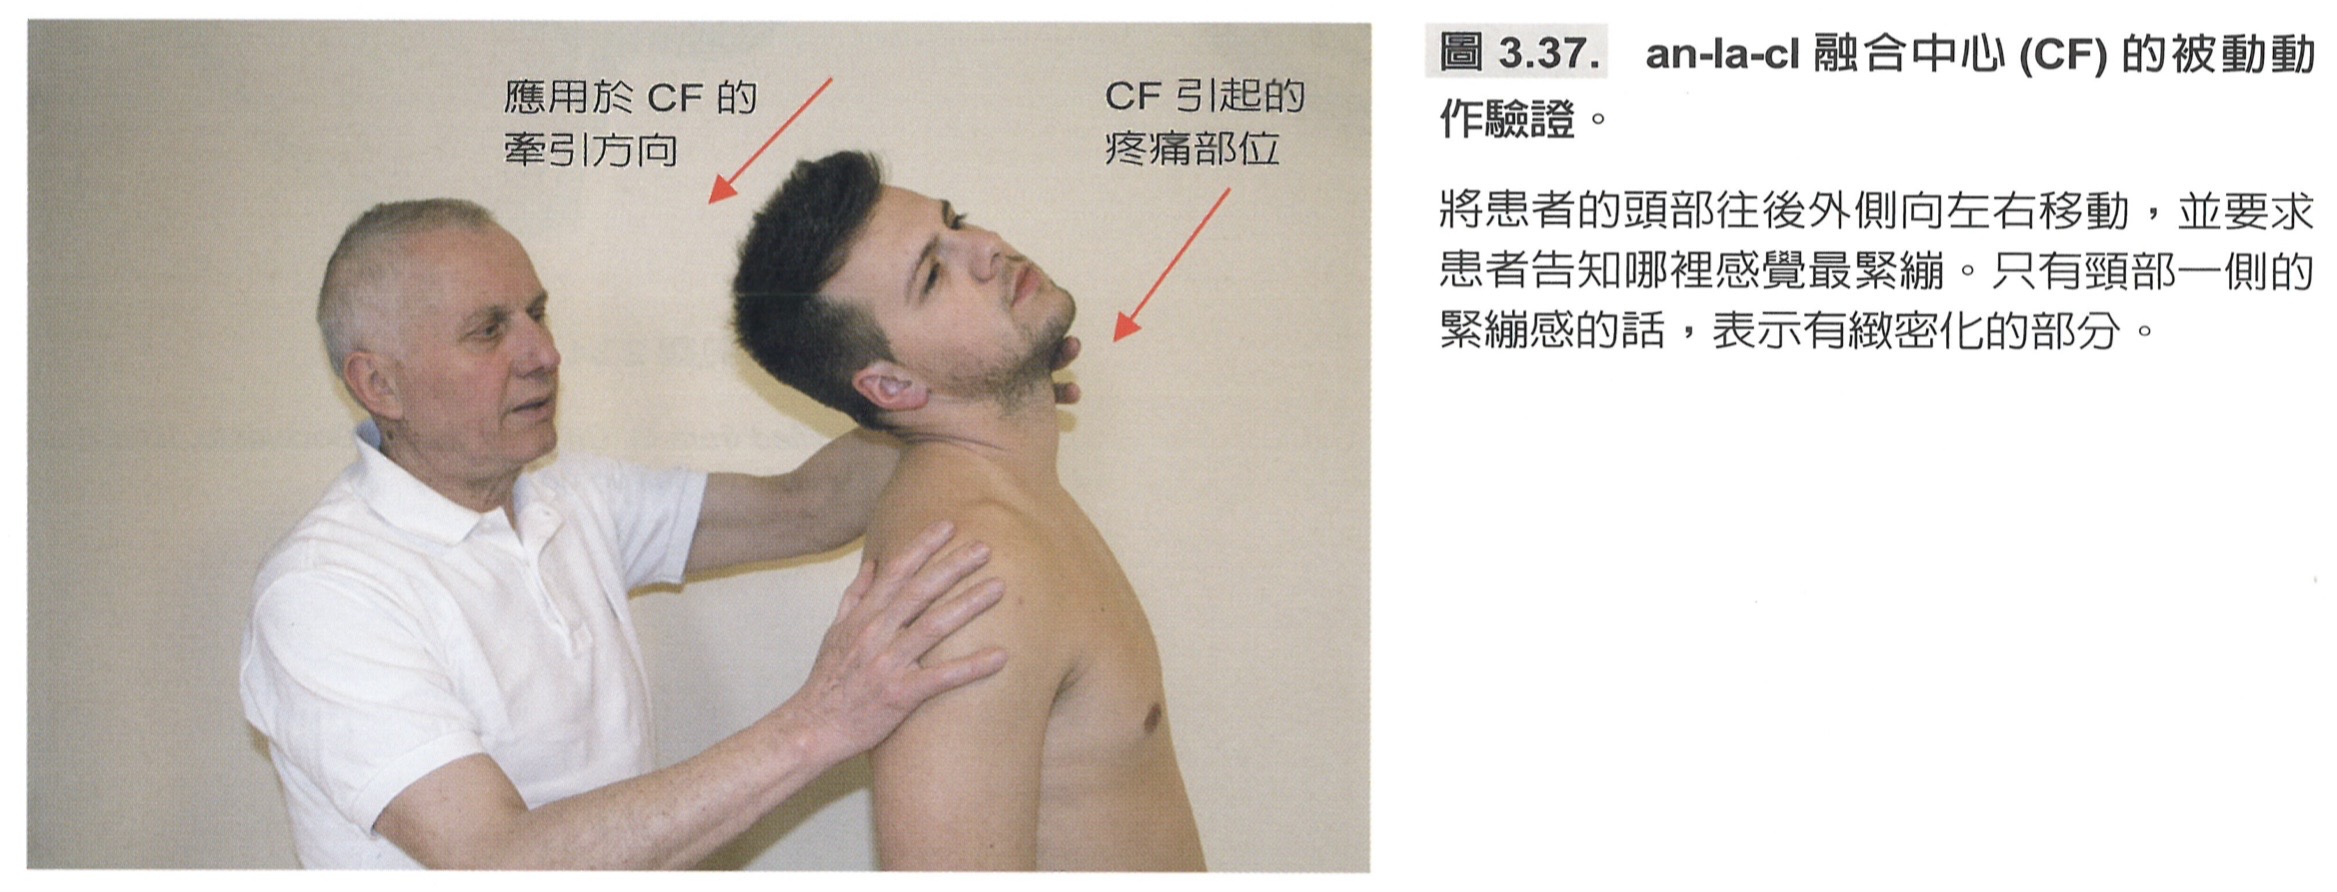 應用於 CF 的
牽引方向
CF 引起的
疼痛部位
圖 3.37. an-la-cl 融合中心 (CF) 的被動動
作驗證。
將患者的頭部往後外側向左右移動，並要求
患者告知哪裡感覺最緊繃。只有頸部一側的
緊繃感的話，表示有緻密化的部分。